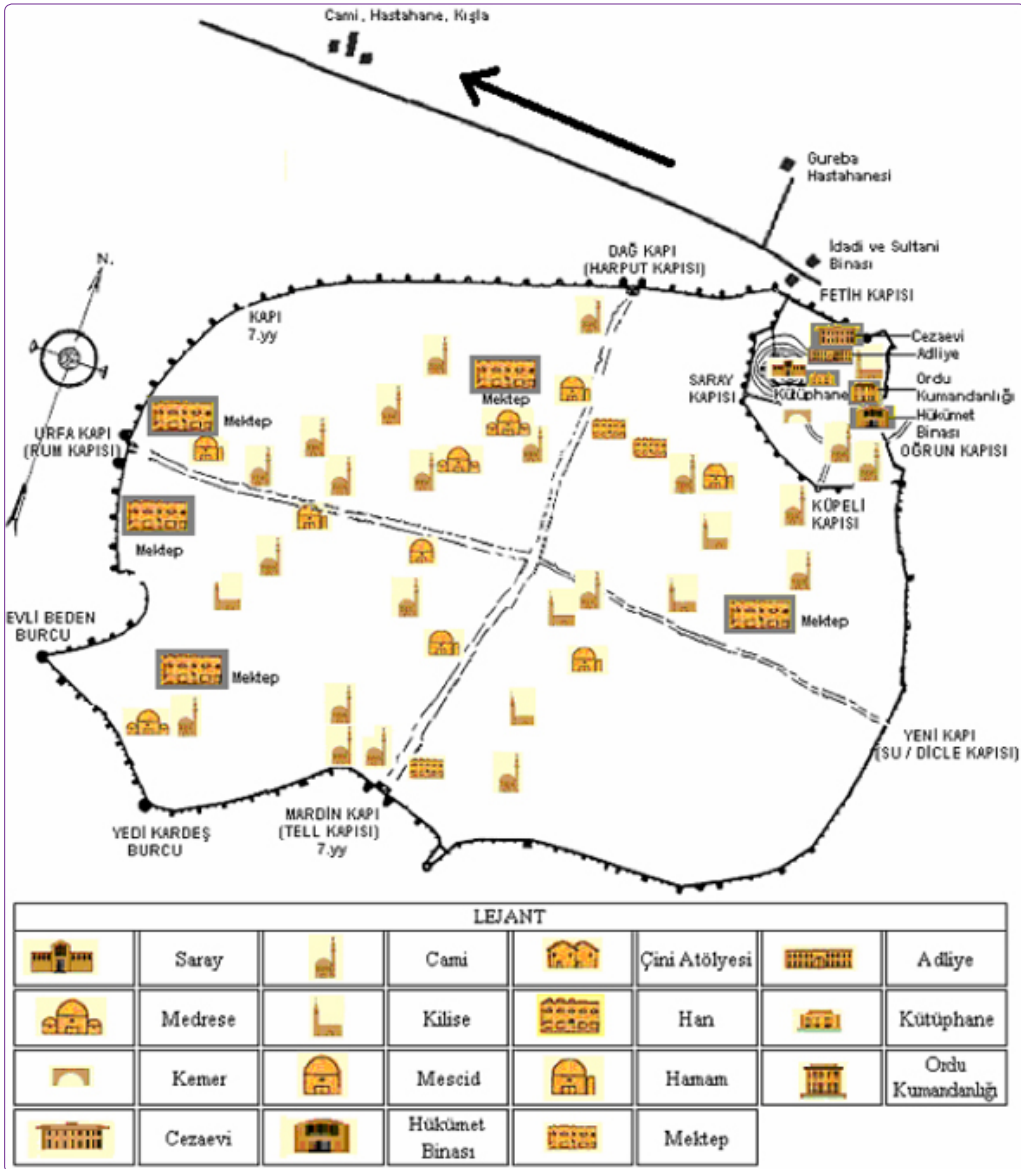 Cami, Hastahane, Kışla
Gureba
Hastahanesi
İdadi ve Sultani
Binası
DAĞ KAPI
(HARPUT KAPISI)
FETİH KAPISI
N.
KAPI
7.yy
Cezaevi
Adliye
SARAY
KAPISI
Kütüphane
Ordu
Kumandanlığı
Hükümet
Binası
OĞRUN KAPISI
Mektep
Mektep
URFA KAPI
(RUM KAPISI)
KÜPELİ
KAPISI
Mektep
EVLİ BEDEN
BURCU
Mektep
Mektep
YENİ KAPI
(SU / DİCLE KAPISI)
MARDİN KAPI
(TELL KAPISI)
7.yy
YEDİ KARDEŞ
BURCU
LEJANT
Saray
Cami
Çini Atölyesi
Adliye
Medrese
Kilise
Han
Kütüphane
Kemer
Mescid
Hamam
Ordu
Kumandanlığı
Cezaevi
Hükümet
Binası
Mektep